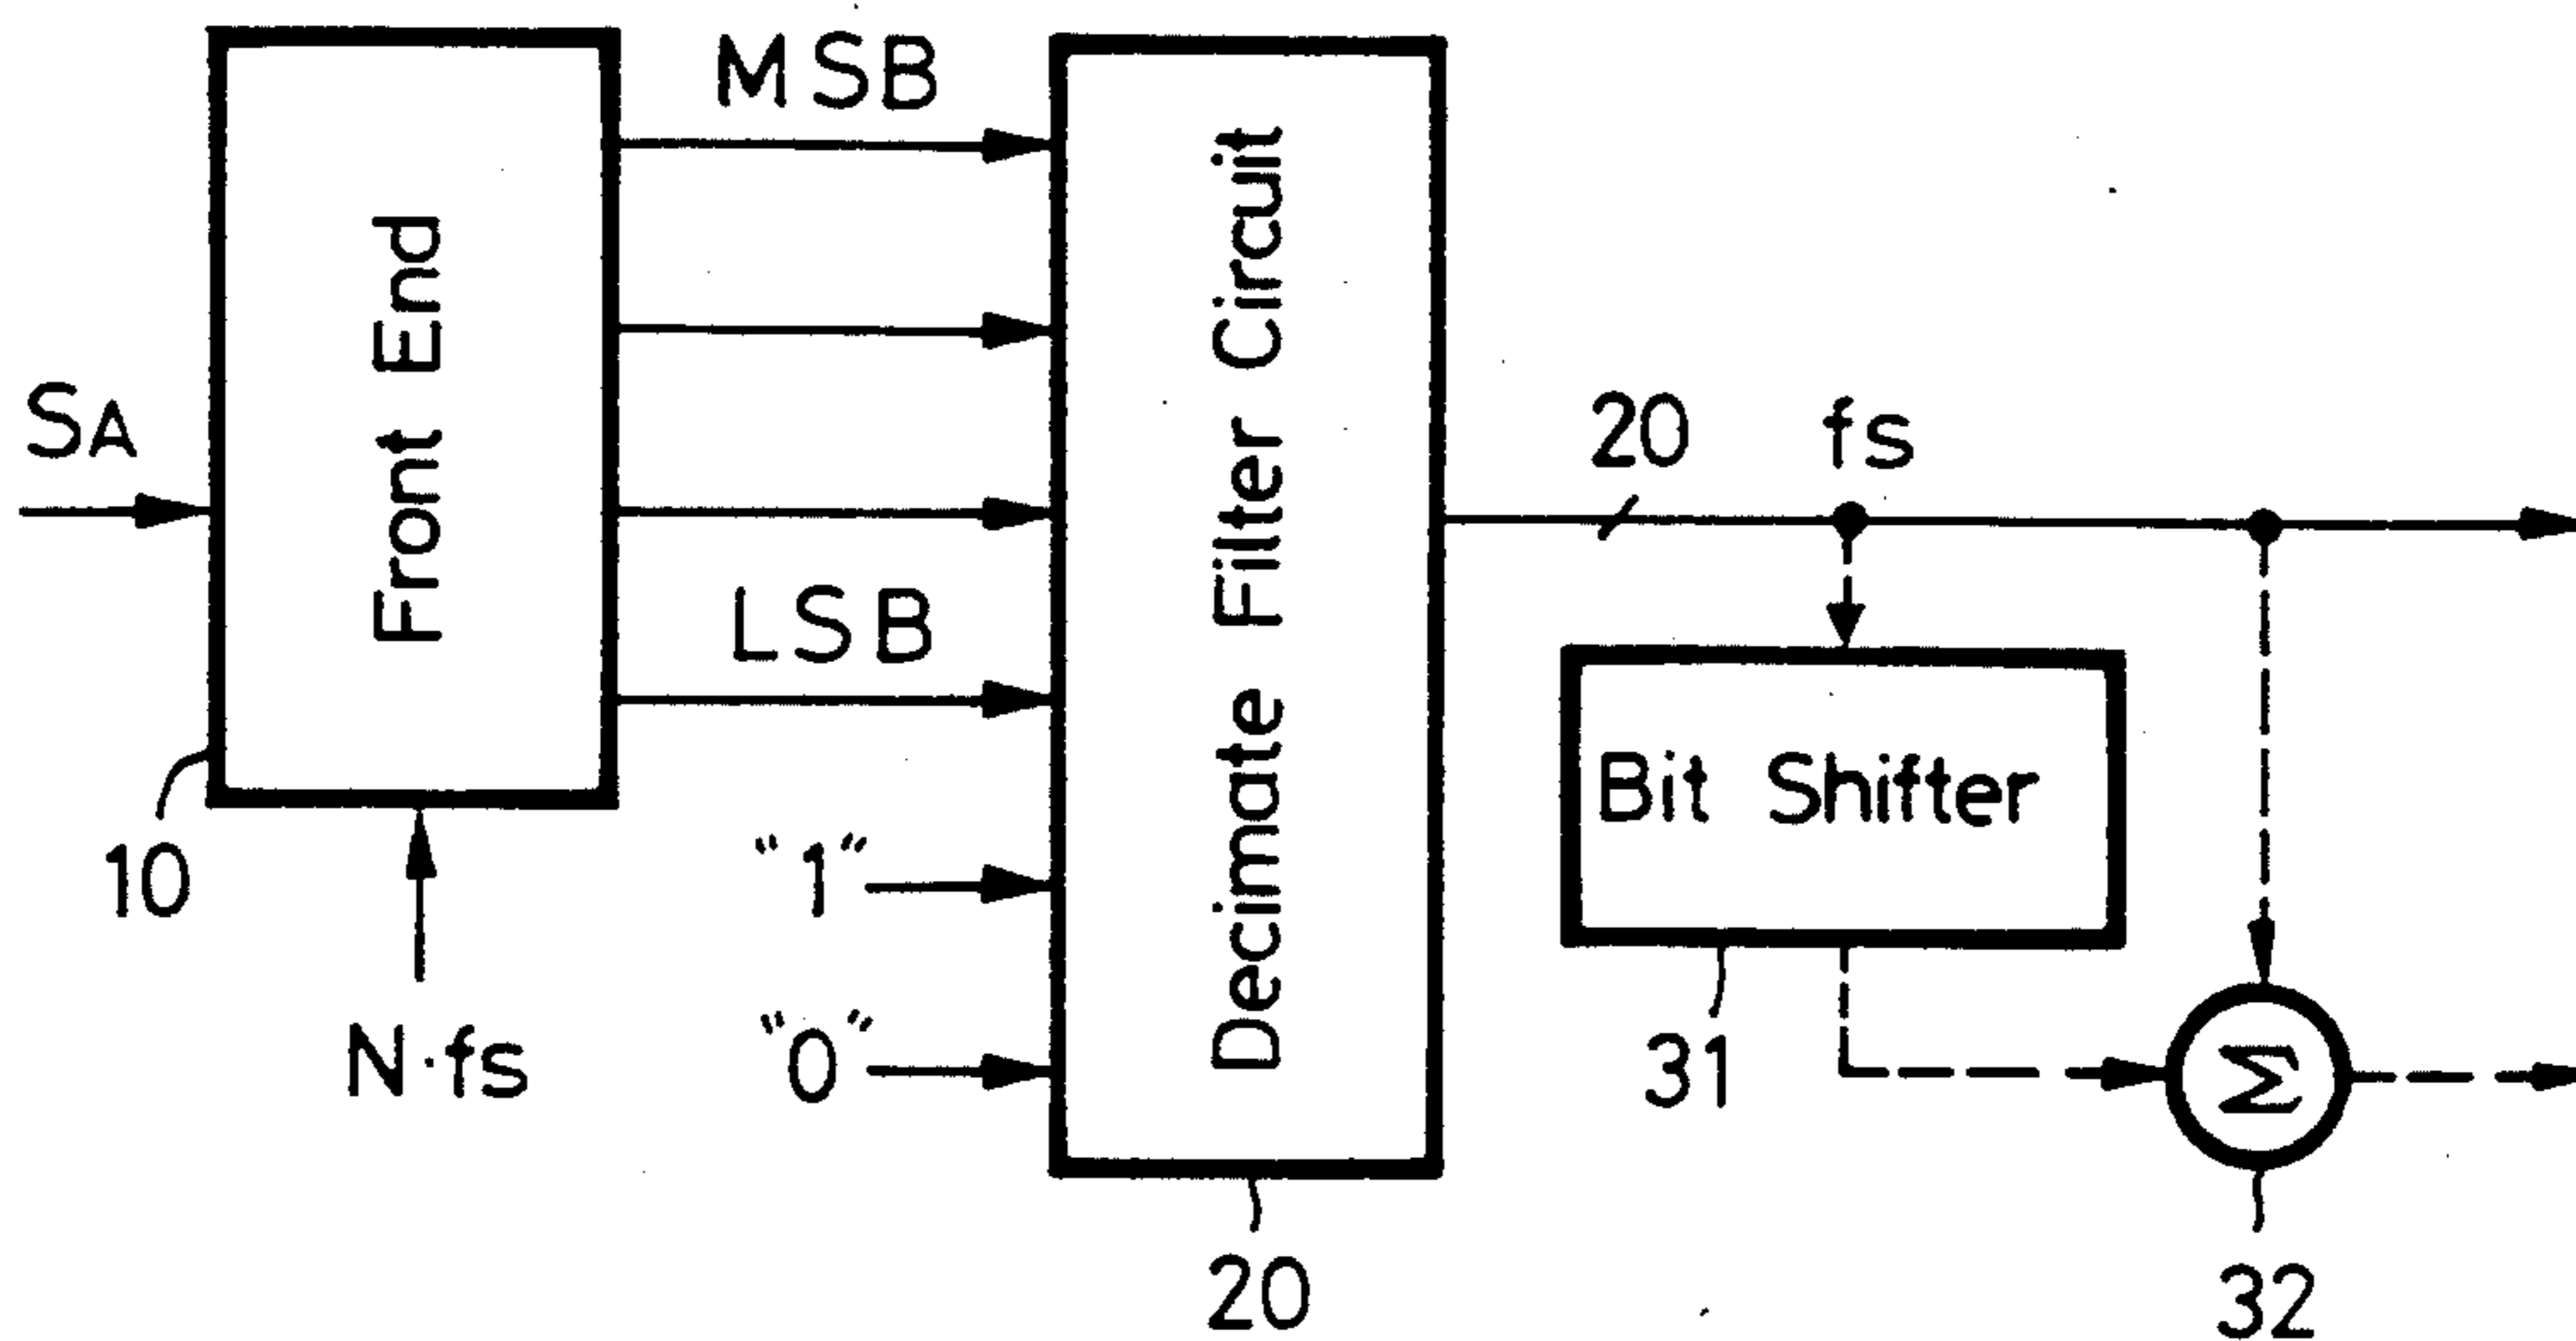 MSB
SA
Front End
LSB
10
N·fs
"1"
"0"
Decimate Filter Circuit
20
20
fs
Bit Shifter
31
Σ
32